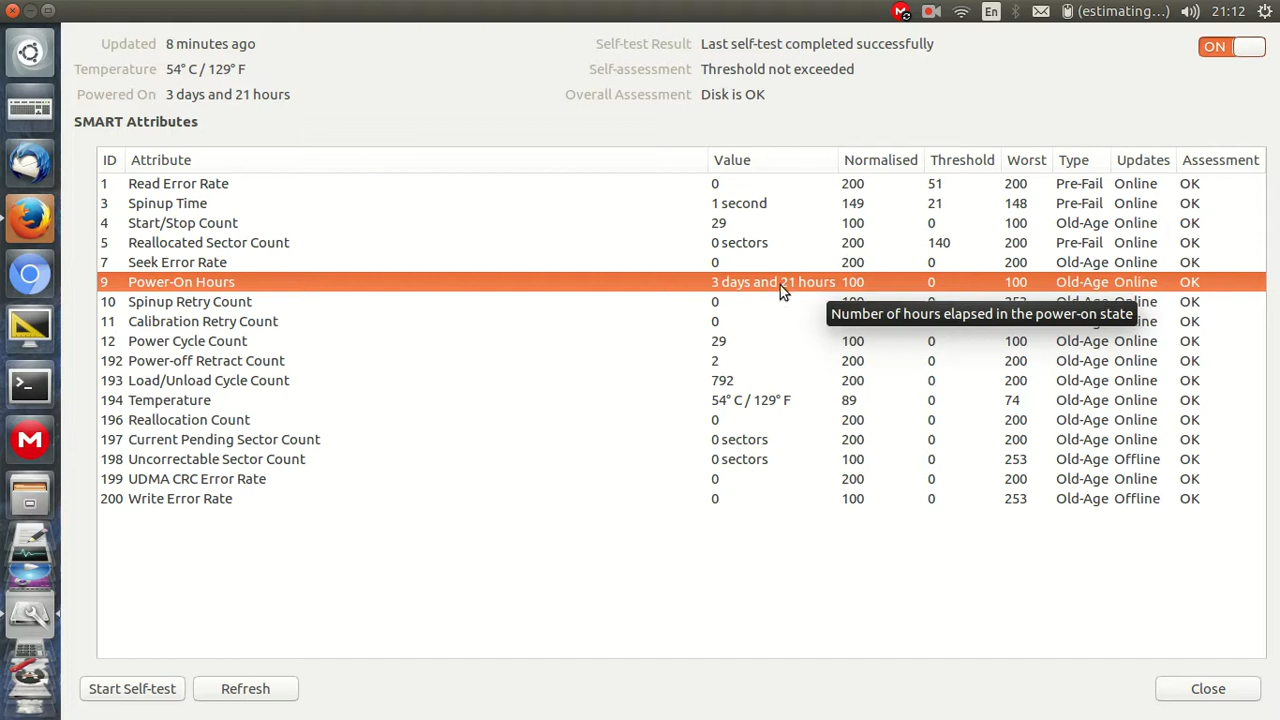 En (estimating...) 21:12
Updated 8 minutes ago Self-test Result Last self-test completed successfully ON
Temperature 54° C / 129° F Self-assessment Threshold not exceeded
Powered On 3 days and 21 hours Overall Assessment Disk is OK
SMART Attributes
ID Attribute Value Normalised Threshold Worst Type Updates Assessment
1 Read Error Rate 0 200 51 200 Pre-Fail Online OK
3 Spinup Time 1 second 149 21 148 Pre-Fail Online OK
4 Start/Stop Count 29 100 0 100 Old-Age Online OK
5 Reallocated Sector Count 0 sectors 200 140 200 Pre-Fail Online OK
7 Seek Error Rate 0 200 0 200 Old-Age Online OK
9 Power-On Hours 3 days and 21 hours 100 0 100 Old-Age Online OK
10 Spinup Retry Count 0 OK
Number of hours elapsed in the power-on state
11 Calibration Retry Count 0 OK
12 Power Cycle Count 29 100 0 100 Old-Age Online OK
192 Power-off Retract Count 2 200 0 200 Old-Age Online OK
193 Load/Unload Cycle Count 792 200 0 200 Old-Age Online OK
194 Temperature 54° C / 129° F 89 0 74 Old-Age Online OK
196 Reallocation Count 0 200 0 200 Old-Age Online OK
197 Current Pending Sector Count 0 sectors 200 0 200 Old-Age Online OK
198 Uncorrectable Sector Count 0 sectors 100 0 253 Old-Age Offline OK
199 UDMA CRC Error Rate 0 200 0 200 Old-Age Online OK
200 Write Error Rate 0 100 0 253 Old-Age Offline OK
Start Self-test Refresh Close